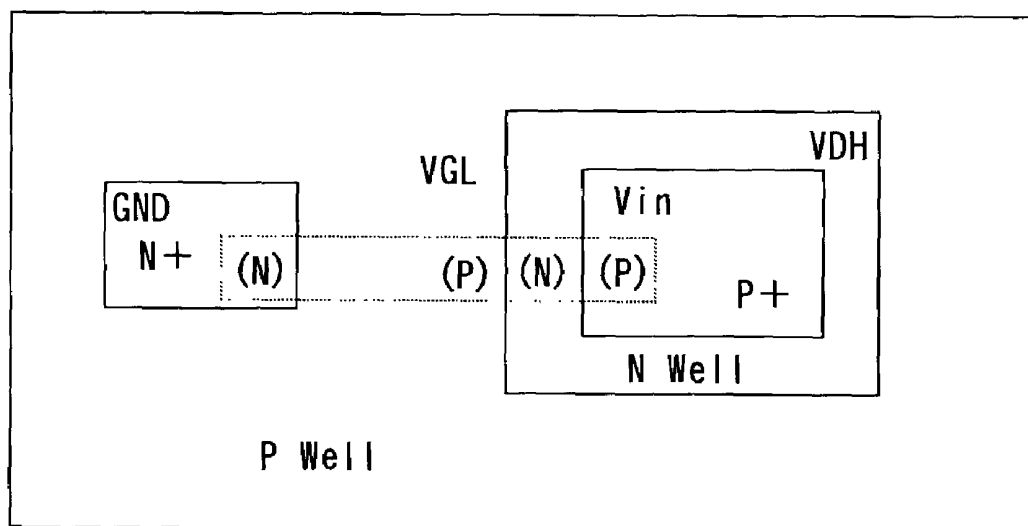 VDH
VGL
Vin
GND
N+
(N)
(P)
(N)
(P)
P+
N Well
P Well